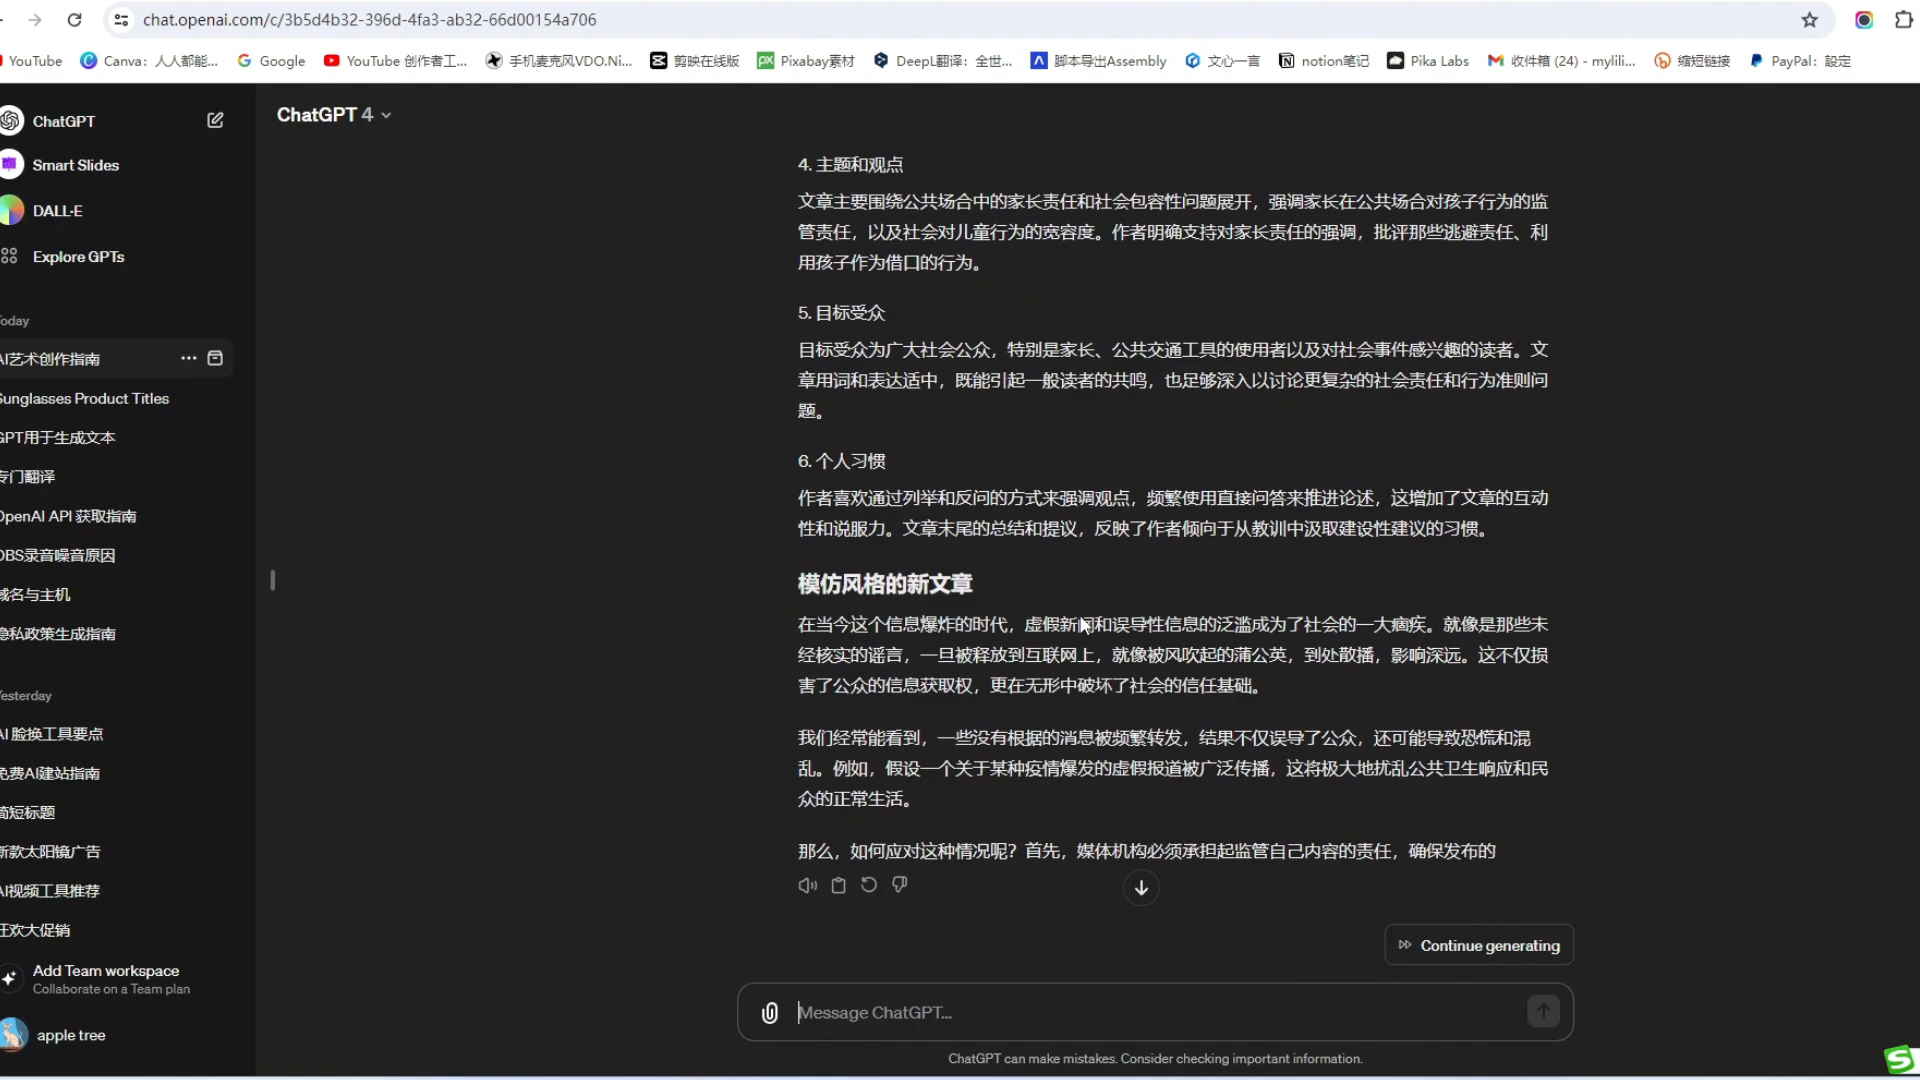 chat.openai.com/c/3b5d4b32-396d-4fa3-ab32-66d00154a706
YouTube
Canva：人人都能...
Google
YouTube 创作者工...
手机麦克风VDO.Ni...
剪映在线版
Pixabay素材
DeepL翻译：全世...
脚本导出Assembly
文心一言
notion笔记
Pika Labs
收件箱 (24) - mylili...
缩短链接
PayPal：設定
ChatGPT
ChatGPT 4
Smart Slides
DALL·E
Explore GPTs
oday
AI艺术创作指南
Sunglasses Product Titles
GPT用于生成文本
专门翻译
OpenAI API 获取指南
OBS录音噪音原因
域名与主机
隐私政策生成指南
Yesterday
AI 脸换工具要点
免费AI建站指南
简短标题
新款太阳镜广告
AI视频工具推荐
狂欢大促销
Add Team workspace
Collaborate on a Team plan
apple tree
4. 主题和观点
文章主要围绕公共场合中的家长责任和社会包容性问题展开，强调家长在公共场合对孩子行为的监
管责任，以及社会对儿童行为的宽容度。作者明确支持对家长责任的强调，批评那些逃避责任、利
用孩子作为借口的行为。
5. 目标受众
目标受众为广大社会公众，特别是家长、公共交通工具的使用者以及对社会事件感兴趣的读者。文
章用词和表达适中，既能引起一般读者的共鸣，也足够深入以讨论更复杂的社会责任和行为准则问
题。
6. 个人习惯
作者喜欢通过列举和反问的方式来强调观点，频繁使用直接问答来推进论述，这增加了文章的互动
性和说服力。文章末尾的总结和提议，反映了作者倾向于从教训中汲取建设性建议的习惯。
模仿风格的新文章
在当今这个信息爆炸的时代，虚假新闻和误导性信息的泛滥成为了社会的一大痼疾。就像是那些未
经核实的谣言，一旦被释放到互联网上，就像被风吹起的蒲公英，到处散播，影响深远。这不仅损
害了公众的信息获取权，更在无形中破坏了社会的信任基础。
我们经常能看到，一些没有根据的消息被频繁转发，结果不仅误导了公众，还可能导致恐慌和混
乱。例如，假设一个关于某种疫情爆发的虚假报道被广泛传播，这将极大地扰乱公共卫生响应和民
众的正常生活。
那么，如何应对这种情况呢？首先，媒体机构必须承担起监管自己内容的责任，确保发布的
Continue generating
Message ChatGPT...
ChatGPT can make mistakes. Consider checking important information.